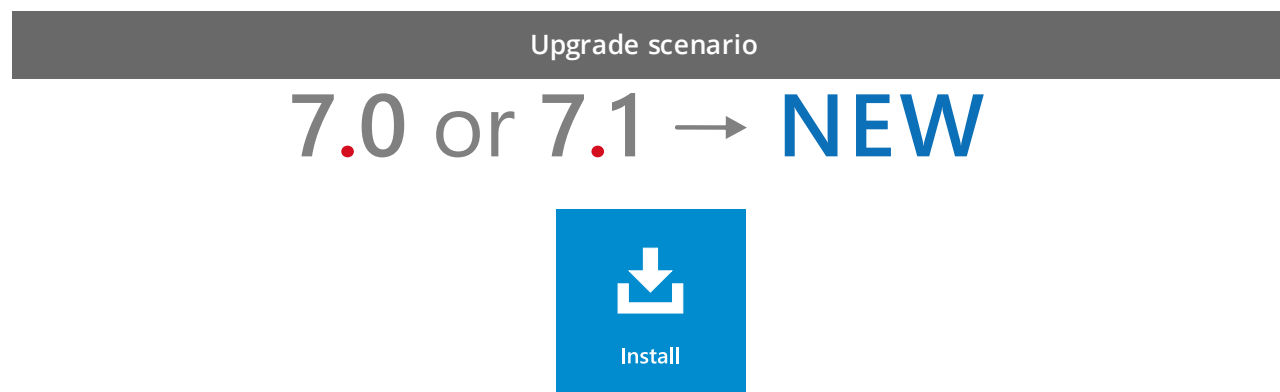 Upgrade scenario
7.0 or 7.1 → NEW
Install